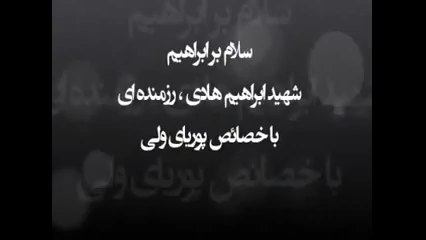 سلام بر ابراهیم
شهید ابراهیم هادی ، رزمنده ای
با خصائص پوریای ولی